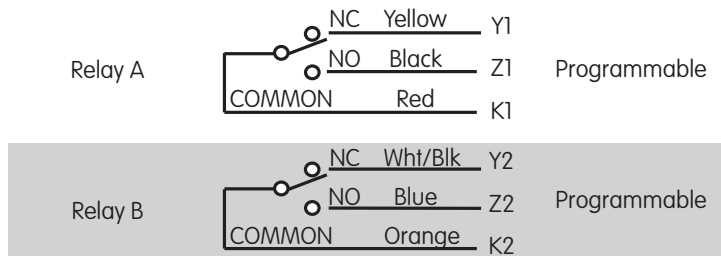 NC Yellow Y1
Relay A NO Black Z1 Programmable
COMMON Red K1
NC Wht/Blk Y2
Relay B NO Blue Z2 Programmable
COMMON Orange K2